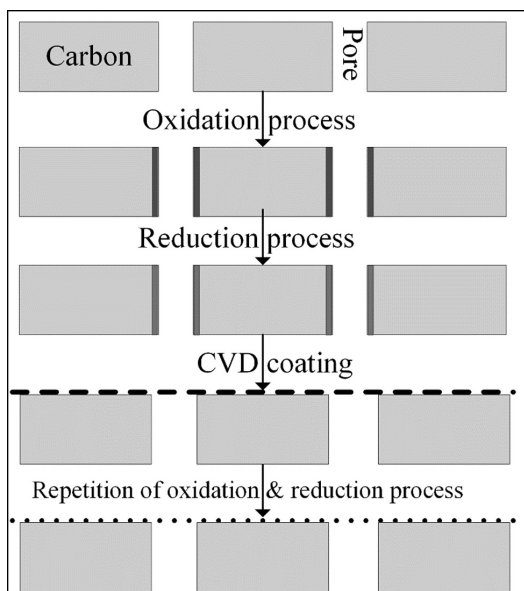 Carbon
Pore
Oxidation process
Reduction process
CVD coating
Repetition of oxidation & reduction process